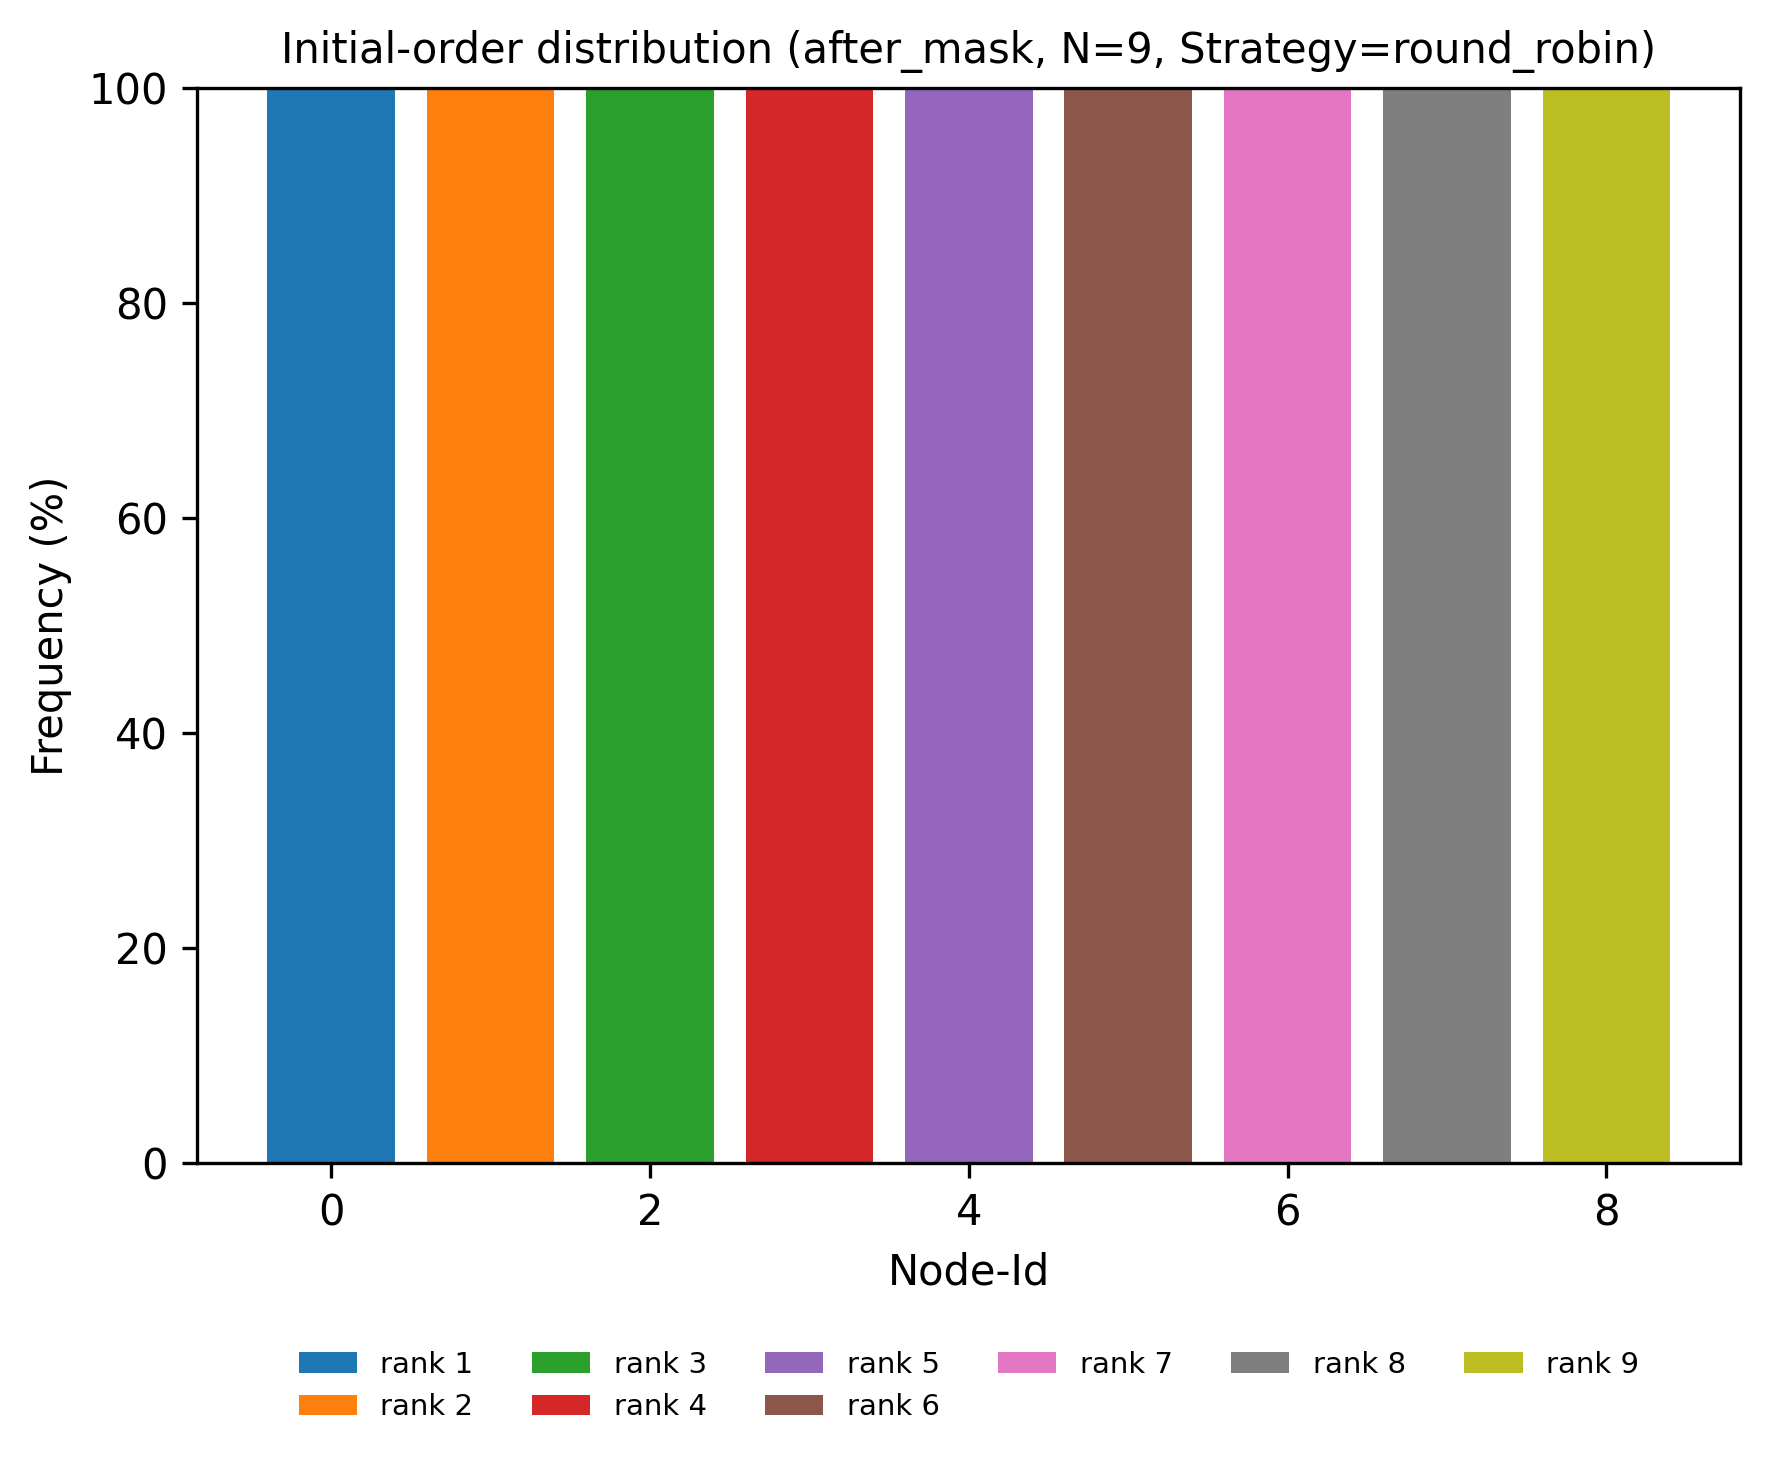 Initial-order distribution (after_mask, N=9, Strategy=round_robin)
100
80
60
40
20
0
Frequency (%)
0 2 4 6 8
Node-Id
rank 1 rank 3 rank 5 rank 7 rank 8 rank 9
rank 2 rank 4 rank 6